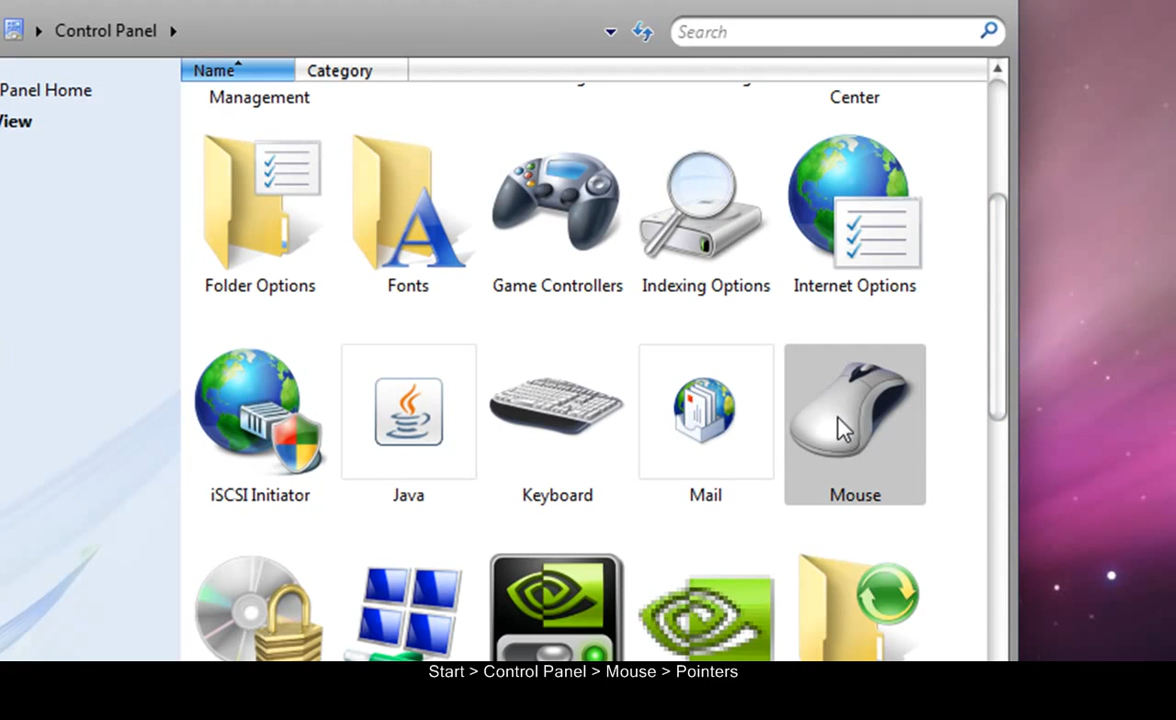 Control Panel
Search
Name Category
Panel Home
View
Management Center
Folder Options Fonts Game Controllers Indexing Options Internet Options
iSCSI Initiator Java Keyboard Mail Mouse
Start > Control Panel > Mouse > Pointers